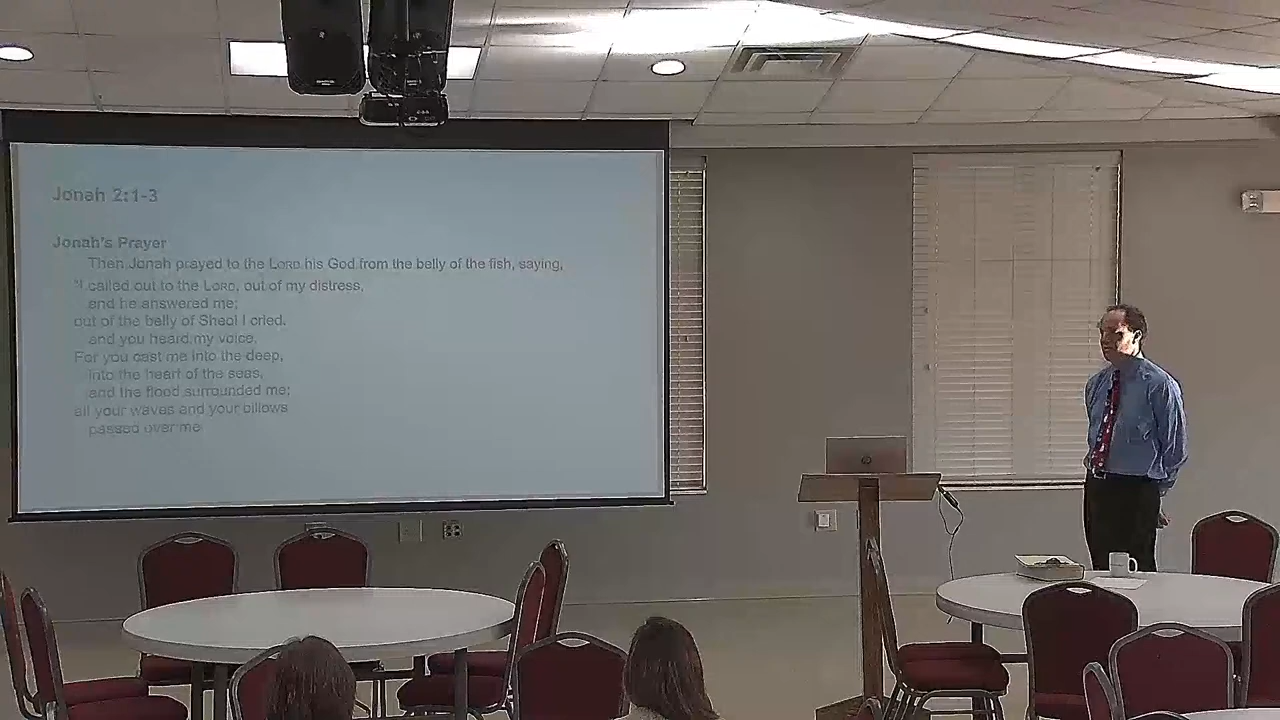 Jonah 2:1-3
Jonah's Prayer
Then Jonah prayed to the LORD his God from the belly of the fish, saying,
"I called out to the LORD, out of my distress,
and he answered me;
out of the belly of Sheol I cried,
and you heard my voice.
For you cast me into the deep,
into the heart of the seas,
and the flood surrounded me;
all your waves and your billows
passed over me.